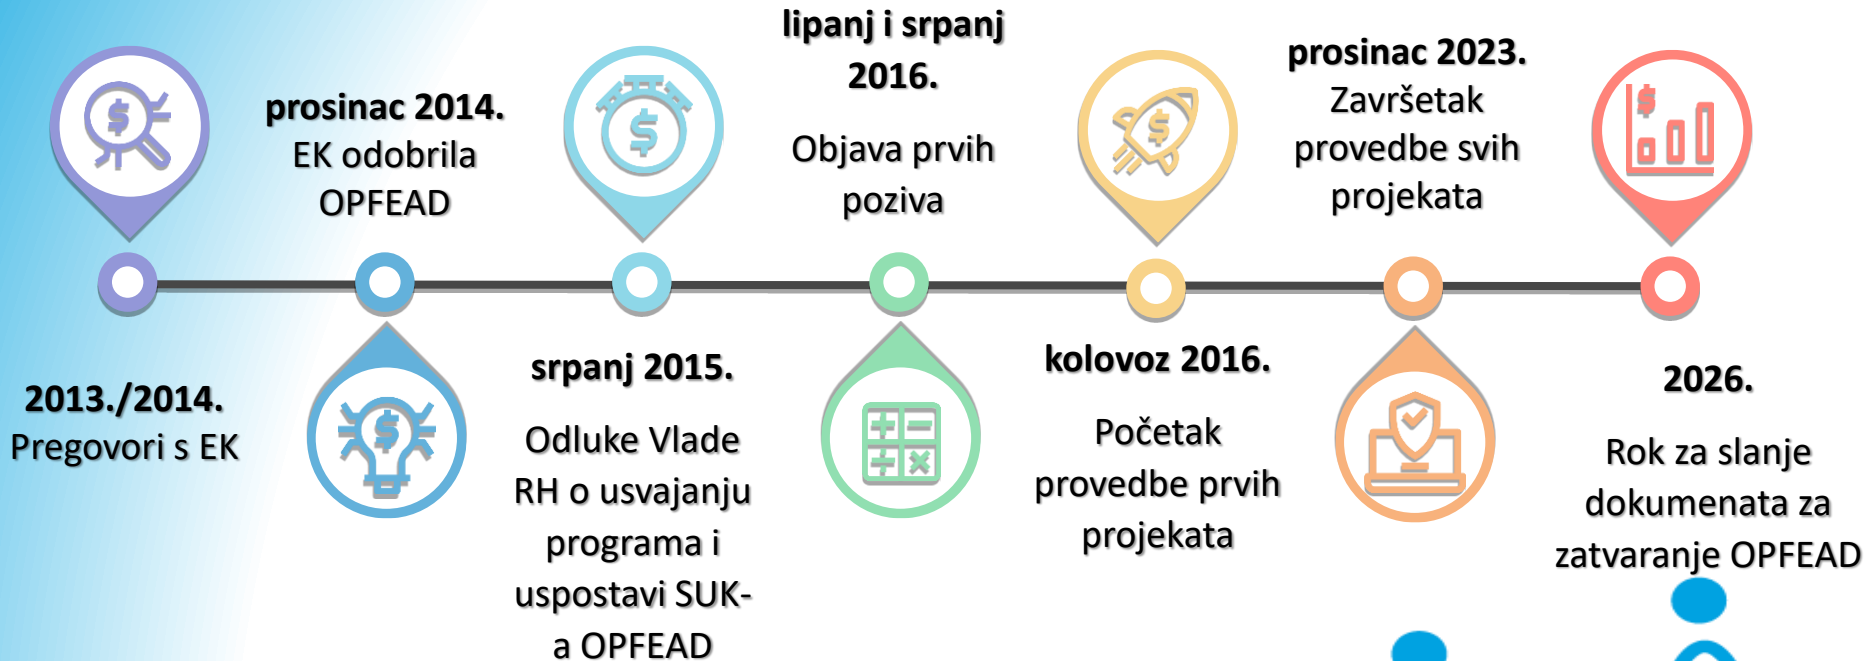 2013./2014.
Pregovori s EK
prosinac 2014.
EK odobrila
OPFEAD
srpanj 2015.
Odluke Vlade
RH o usvajanju
programa i
uspostavi SUK-
a OPFEAD
lipanj i srpanj
2016.
Objava prvih
poziva
kolovoz 2016.
Početak
provedbe prvih
projekata
prosinac 2023.
Završetak
provedbe svih
projekata
2026.
Rok za slanje
dokumenata za
zatvaranje OPFEAD